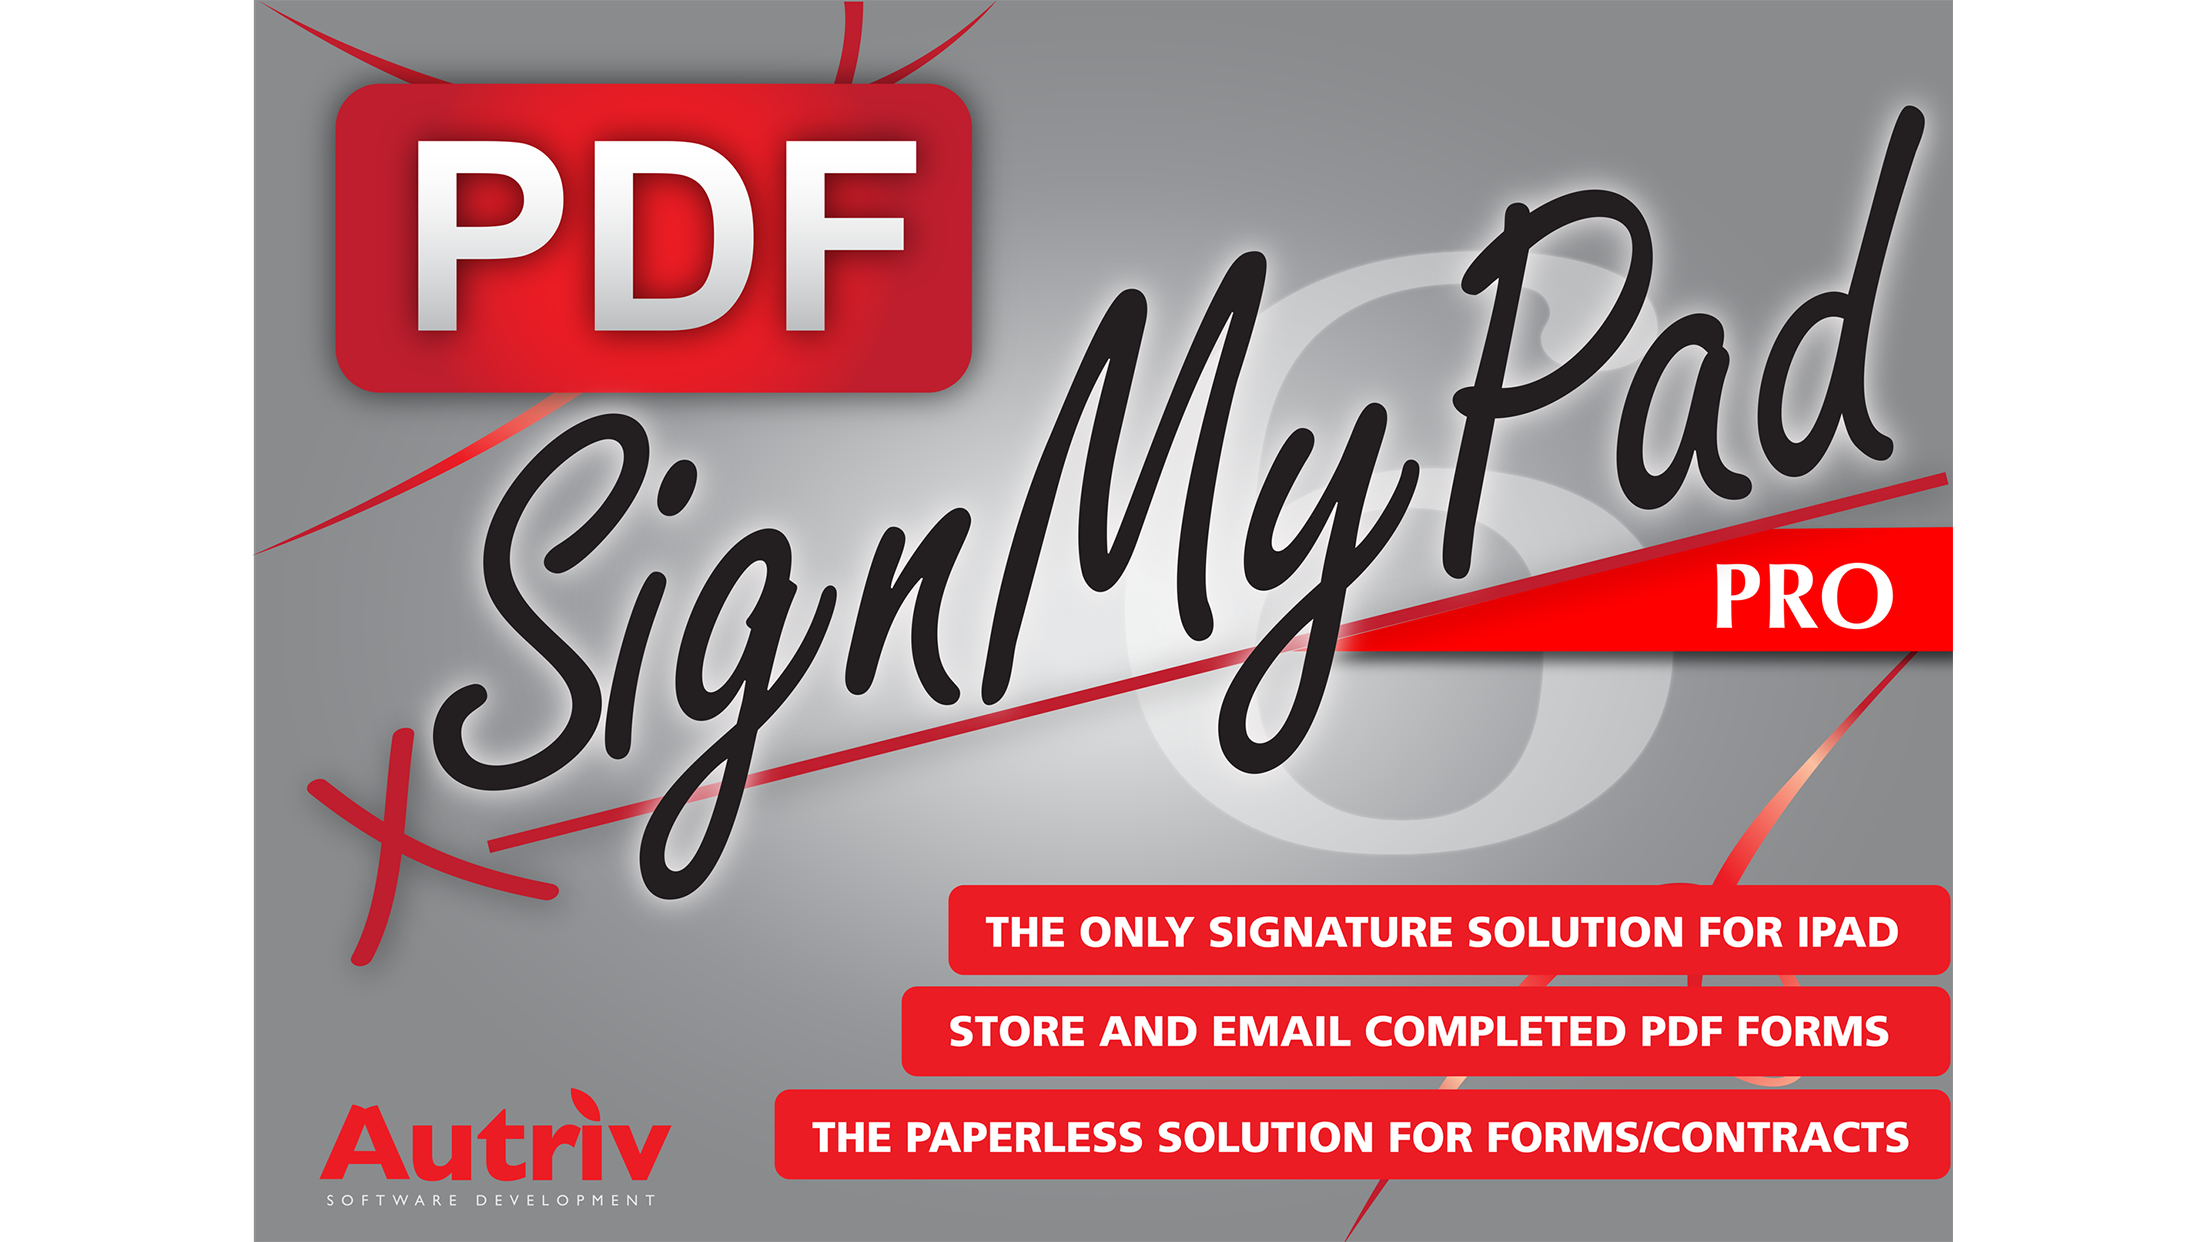 PDF
6
SignMyPad
x
PRO
THE ONLY SIGNATURE SOLUTION FOR IPAD
STORE AND EMAIL COMPLETED PDF FORMS
THE PAPERLESS SOLUTION FOR FORMS/CONTRACTS
Autriv
SOFTWARE DEVELOPMENT